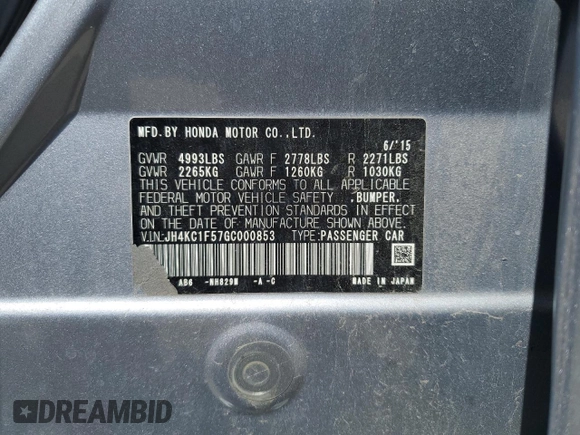 MFD.BY HONDA MOTOR CO.,LTD.
6/'15
GVWR 4993LBS GAWR F 2778LBS R 2271LBS
GVWR 2265KG GAWR F 1260KG R 1030KG
THIS VEHICLE CONFORMS TO ALL APPLICABLE
FEDERAL MOTOR VEHICLE SAFETY ,BUMPER,
AND THEFT PREVENTION STANDARDS IN EFFECT
ON THE DATE OF MANUFACTURE SHOWN ABOVE.
V.I.N-JH4KC1F57GC000853 TYPE:PASSENGER CAR
AB6 -NH829M -A -C MADE IN JAPAN
DREAMBID